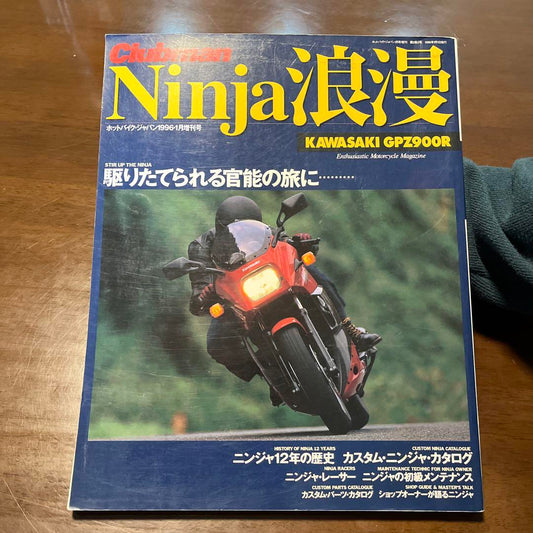 Clubman
Ninja浪漫
ホットバイク・ジャパン1996・1月増刊号
KAWASAKI GPZ900R
Enthusiastic Motorcycle Magazine
STIR UP THE NINJA
駆りたてられる官能の旅に………
HISTORY OF NINJA 12 YEARS
ニンジャ12年の歴史
CUSTOM NINJA CATALOGUE
カスタム・ニンジャ・カタログ
NINJA RACERS
ニンジャ・レーサー
MAINTENANCE TECHNIC FOR NINJA OWNER
ニンジャの初級メンテナンス
CUSTOM PARTS CATALOGUE
カスタム・パーツ・カタログ
SHOP GUIDE & MASTER'S TALK
ショップオーナーが語るニンジャ